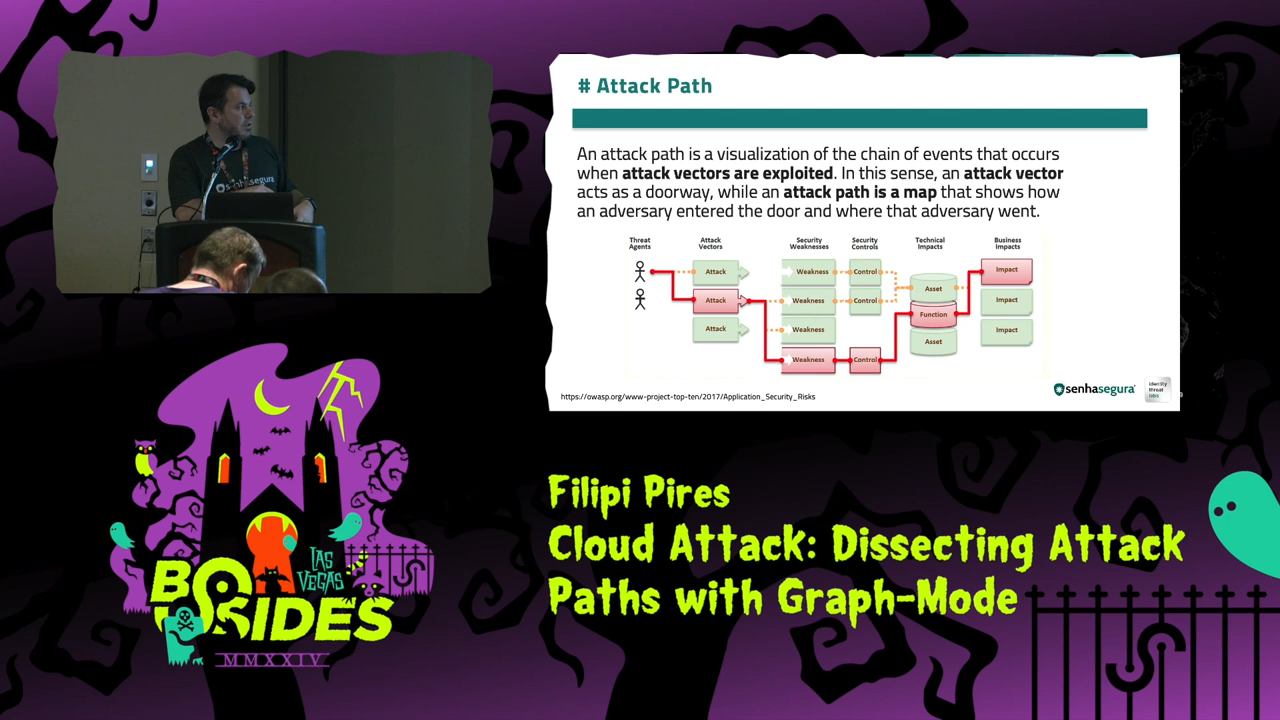 senhasegura
# Attack Path
An attack path is a visualization of the chain of events that occurs
when attack vectors are exploited. In this sense, an attack vector
acts as a doorway, while an attack path is a map that shows how
an adversary entered the door and where that adversary went.
Threat Agents
Attack Vectors
Security Weaknesses
Security Controls
Technical Impacts
Business Impacts
Attack
Weakness
Control
Asset
Impact
Attack
Weakness
Control
Function
Impact
Attack
Weakness
Asset
Impact
Weakness
Control
https://owasp.org/www-project-top-ten/2017/Application_Security_Risks
senhasegura
identity
threat
labs
BSIDES
LAS
VEGAS
MMXXIV
Filipi Pires
Cloud Attack: Dissecting Attack
Paths with Graph-Mode